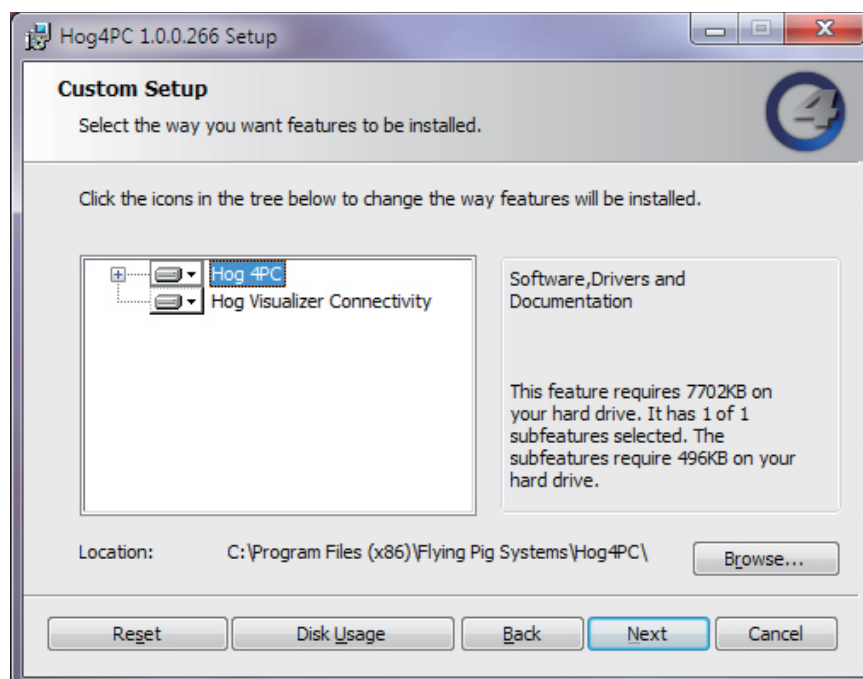 Hog4PC 1.0.0.266 Setup
Custom Setup
Select the way you want features to be installed.
4
Click the icons in the tree below to change the way features will be installed.
Hog 4PC
Hog Visualizer Connectivity
Software,Drivers and
Documentation
This feature requires 7702KB on
your hard drive. It has 1 of 1
subfeatures selected. The
subfeatures require 496KB on your
hard drive.
Location: C:\Program Files (x86)\Flying Pig Systems\Hog4PC\ Browse...
Reset Disk Usage Back Next Cancel